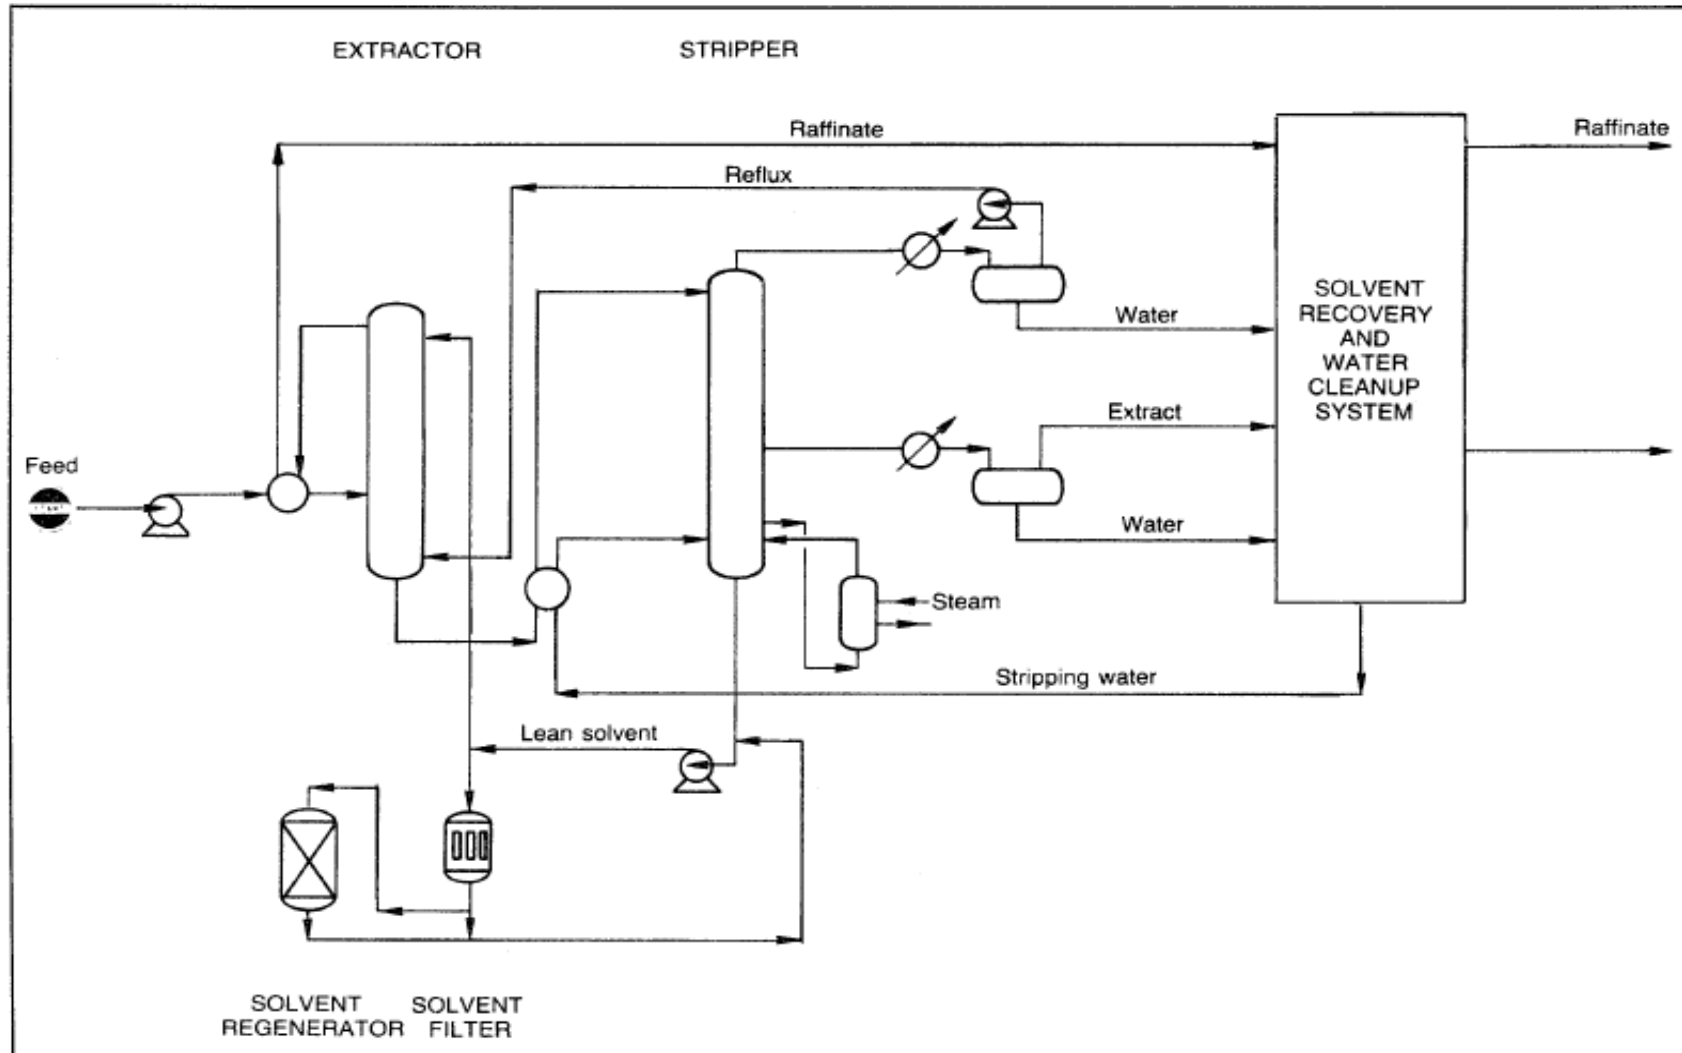 EXTRACTOR
STRIPPER
Raffinate
Raffinate
Reflux
SOLVENT
RECOVERY
AND
WATER
CLEANUP
SYSTEM
Water
Extract
Feed
Water
Steam
Stripping water
Lean solvent
SOLVENT
REGENERATOR
SOLVENT
FILTER